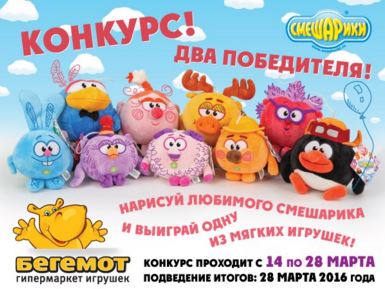 КОНКУРС!
СМЕШАРИКИ
ДВА ПОБЕДИТЕЛЯ!
НАРИСУЙ ЛЮБИМОГО СМЕШАРИКА
И ВЫИГРАЙ ОДНУ
ИЗ МЯГКИХ ИГРУШЕК!
Бегемот
гипермаркет игрушек
КОНКУРС ПРОХОДИТ С 14 ПО 28 МАРТА
ПОДВЕДЕНИЕ ИТОГОВ: 28 МАРТА 2016 ГОДА